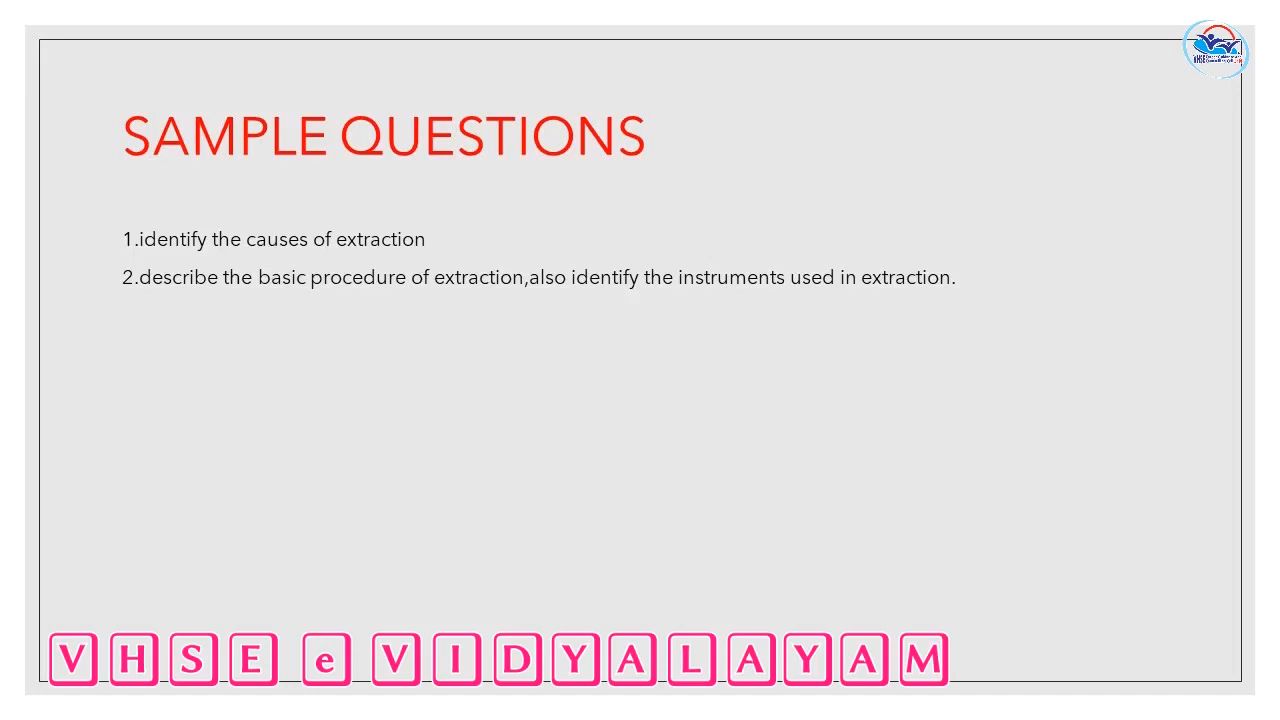 SAMPLE QUESTIONS
1.identify the causes of extraction
2.describe the basic procedure of extraction,also identify the instruments used in extraction.
VHSE e VIDYALAYAM